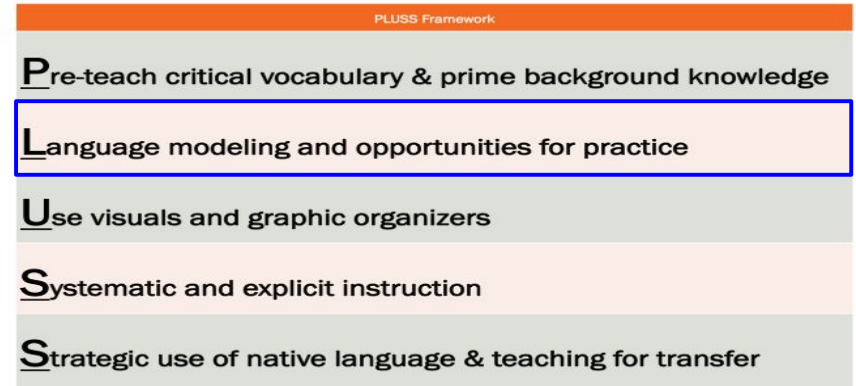 PLUSS Framework
Pre-teach critical vocabulary & prime background knowledge
Language modeling and opportunities for practice
Use visuals and graphic organizers
Systematic and explicit instruction
Strategic use of native language & teaching for transfer